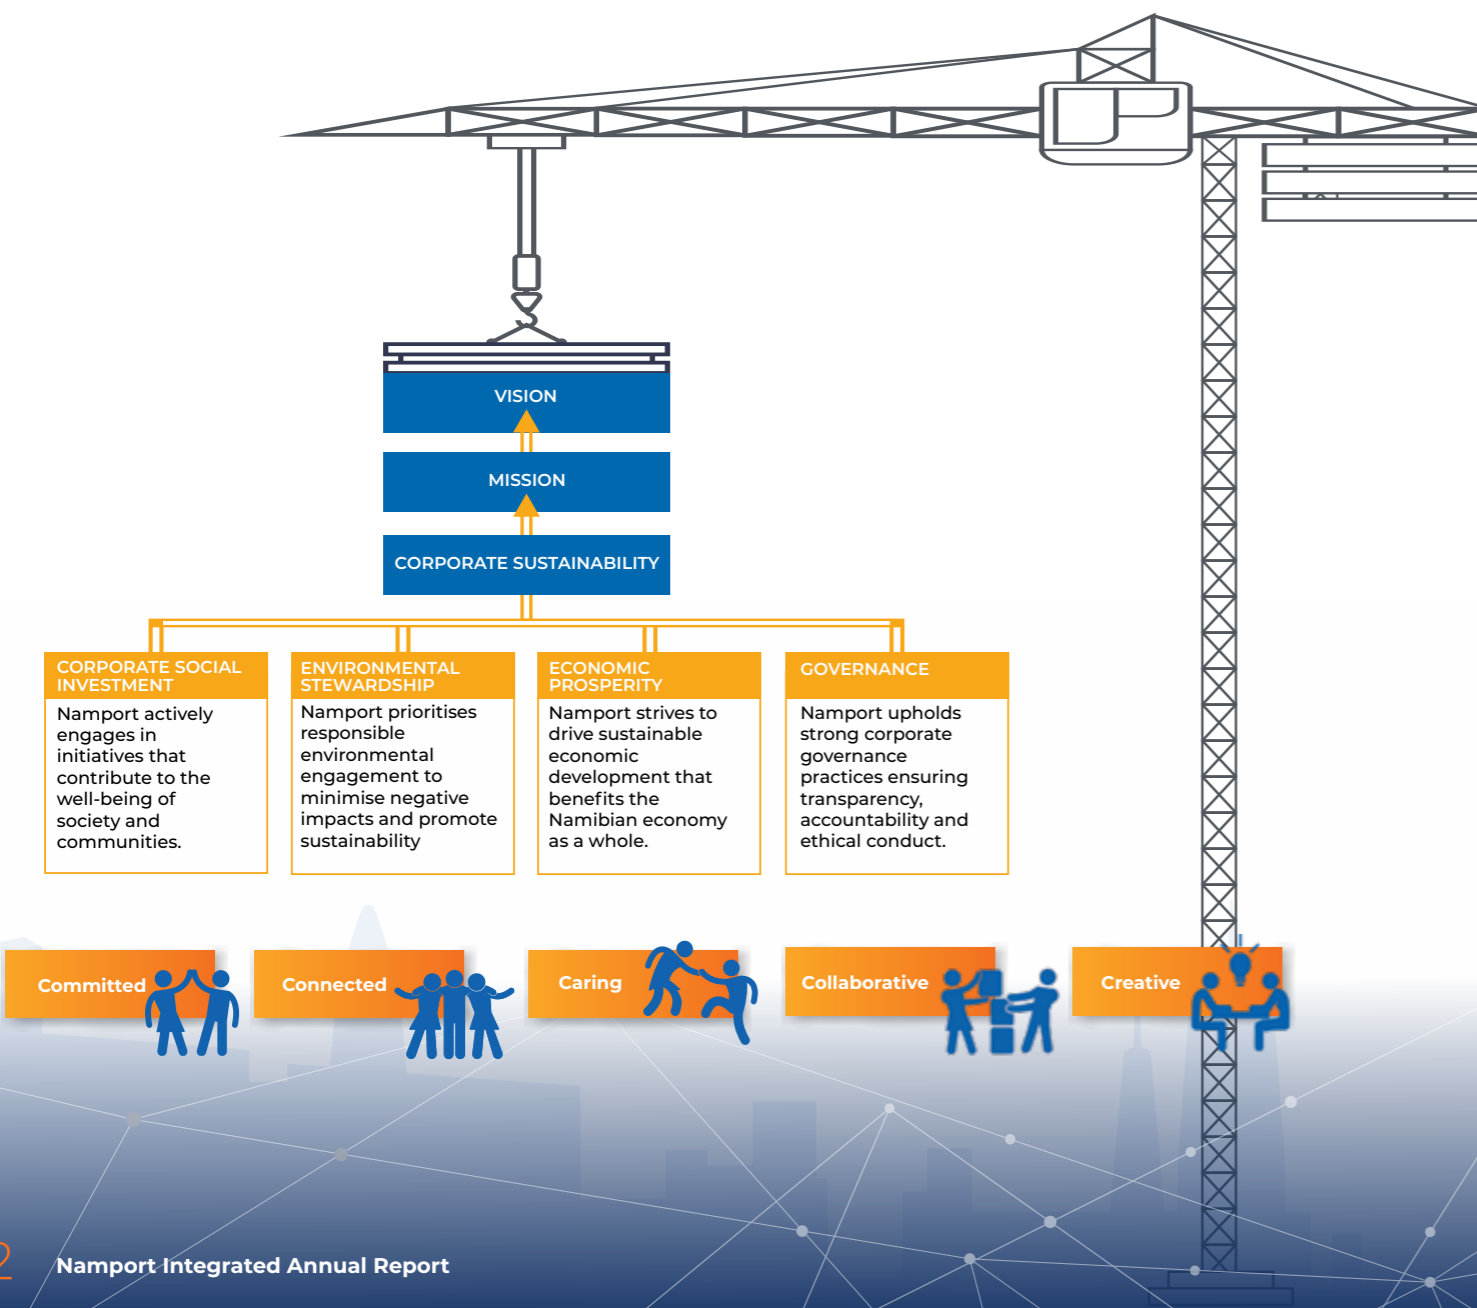 VISION
MISSION
CORPORATE SUSTAINABILITY
CORPORATE SOCIAL
INVESTMENT
Namport actively
engages in
initiatives that
contribute to the
well-being of
society and
communities.
ENVIRONMENTAL
STEWARDSHIP
Namport prioritises
responsible
environmental
engagement to
minimise negative
impacts and promote
sustainability
ECONOMIC
PROSPERITY
Namport strives to
drive sustainable
economic
development that
benefits the
Namibian economy
as a whole.
GOVERNANCE
Namport upholds
strong corporate
governance
practices ensuring
transparency,
accountability and
ethical conduct.
Committed
Connected
Caring
Collaborative
Creative
2
Namport Integrated Annual Report